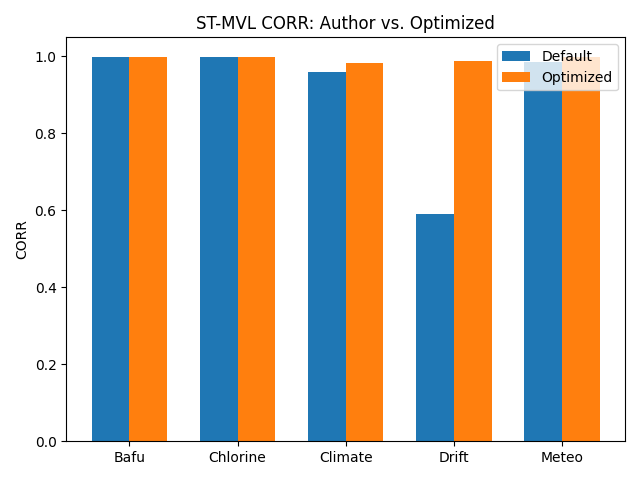 ST-MVL CORR: Author vs. Optimized
Default
Optimized
CORR
1.0
0.8
0.6
0.4
0.2
0.0
Bafu
Chlorine
Climate
Drift
Meteo